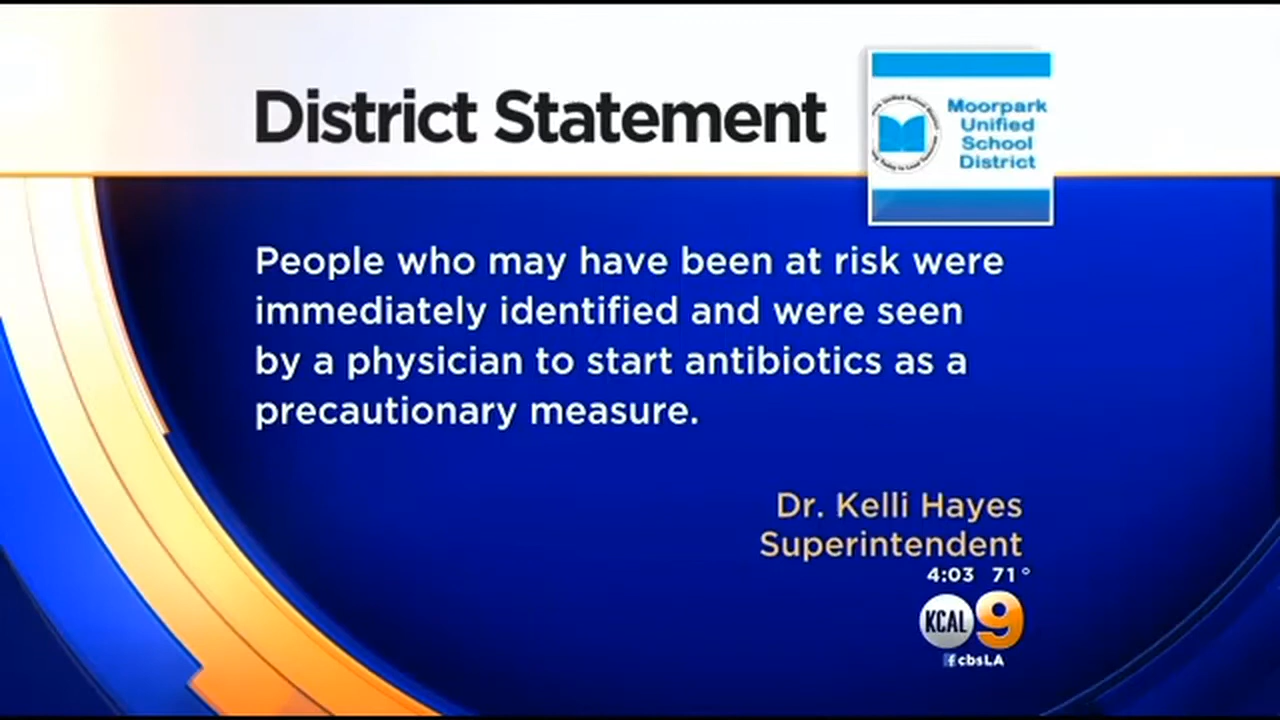 District Statement
Moorpark
Unified
School
District
People who may have been at risk were
immediately identified and were seen
by a physician to start antibiotics as a
precautionary measure.
Dr. Kelli Hayes
Superintendent
4:03 71°
KCAL 9
f cbsLA